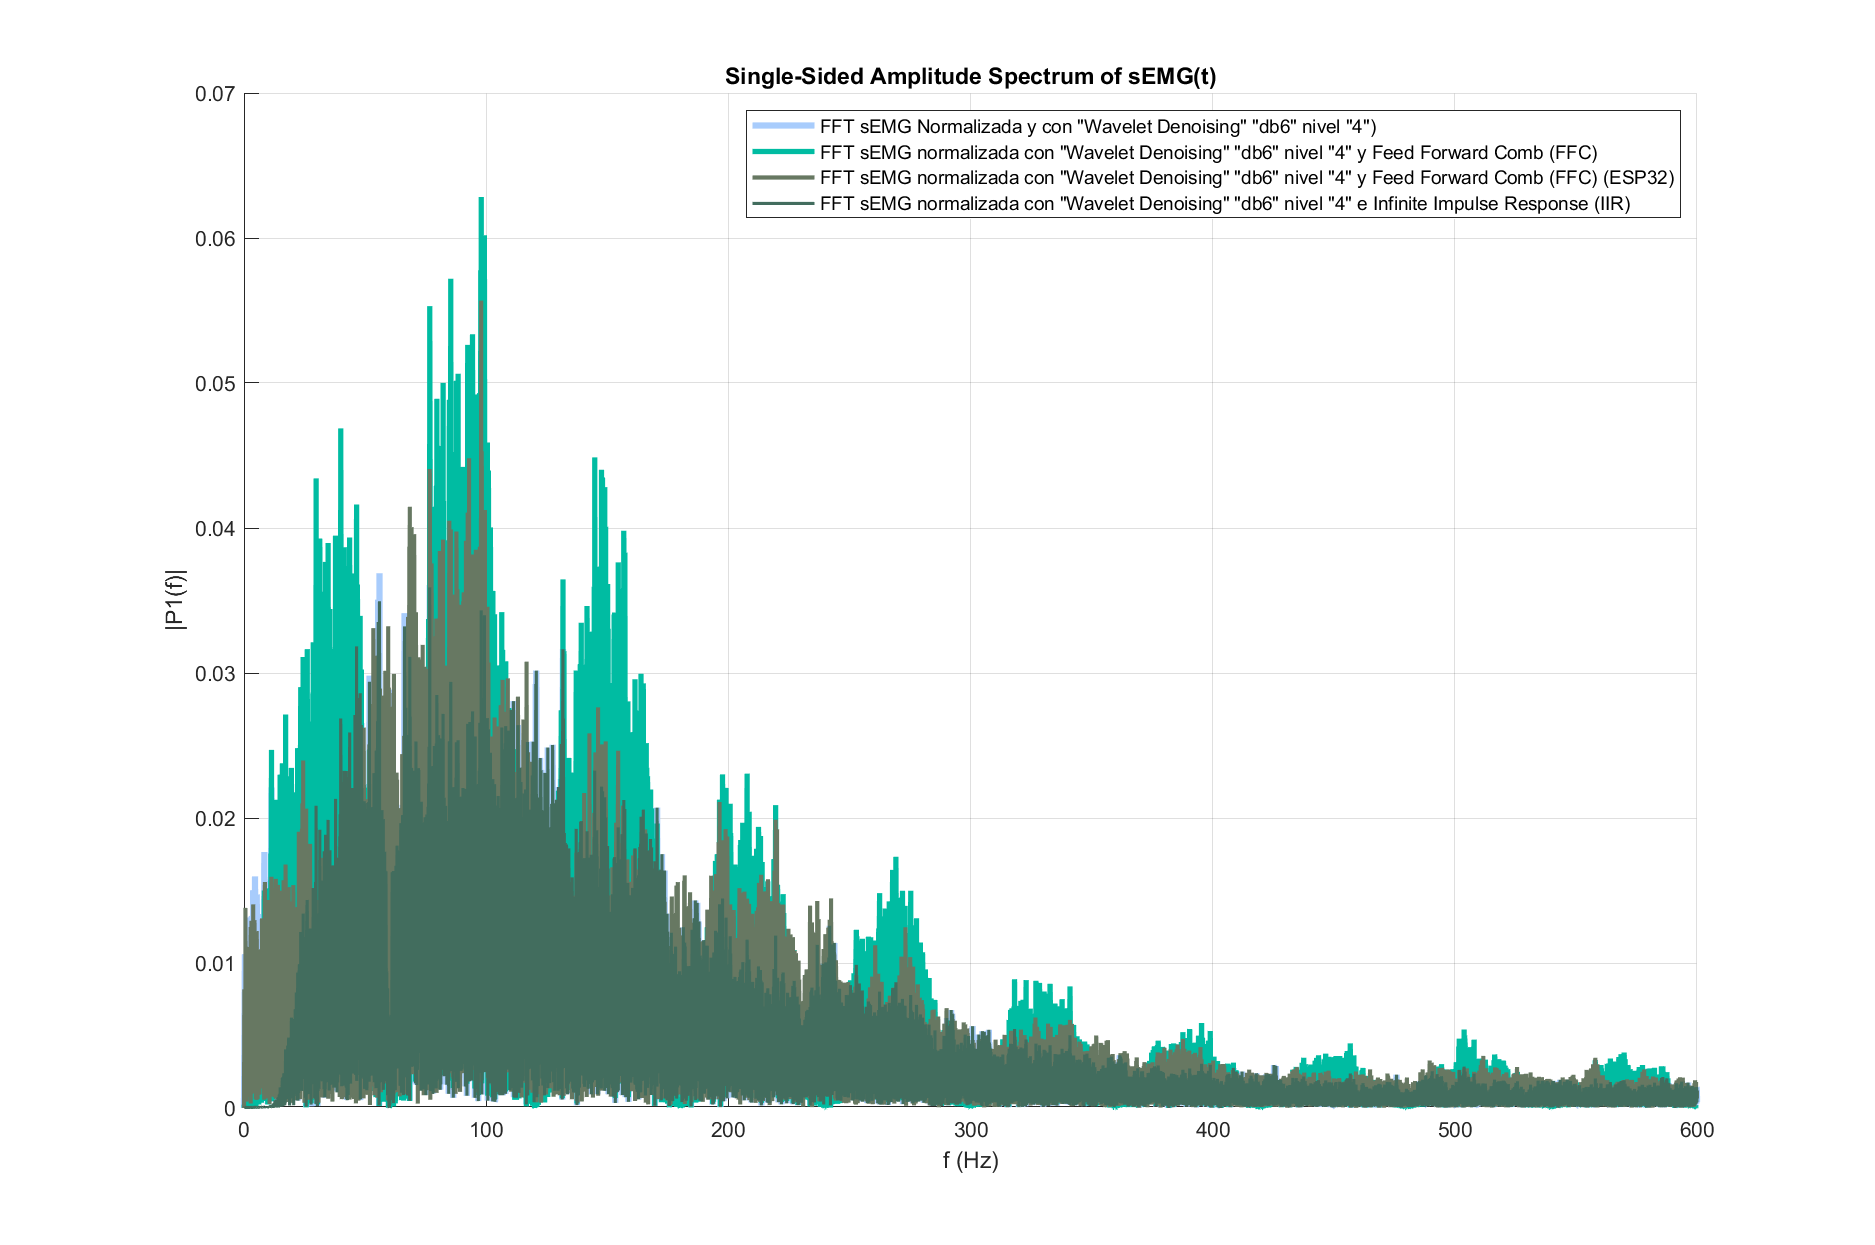 Single-Sided Amplitude Spectrum of sEMG(t)
FFT sEMG Normalizada y con "Wavelet Denoising" "db6" nivel "4")
FFT sEMG normalizada con "Wavelet Denoising" "db6" nivel "4" y Feed Forward Comb (FFC)
FFT sEMG normalizada con "Wavelet Denoising" "db6" nivel "4" y Feed Forward Comb (FFC) (ESP32)
FFT sEMG normalizada con "Wavelet Denoising" "db6" nivel "4" e Infinite Impulse Response (IIR)
|P1(f)|
0.07
0.06
0.05
0.04
0.03
0.02
0.01
0
0 100 200 300 400 500 600
f (Hz)